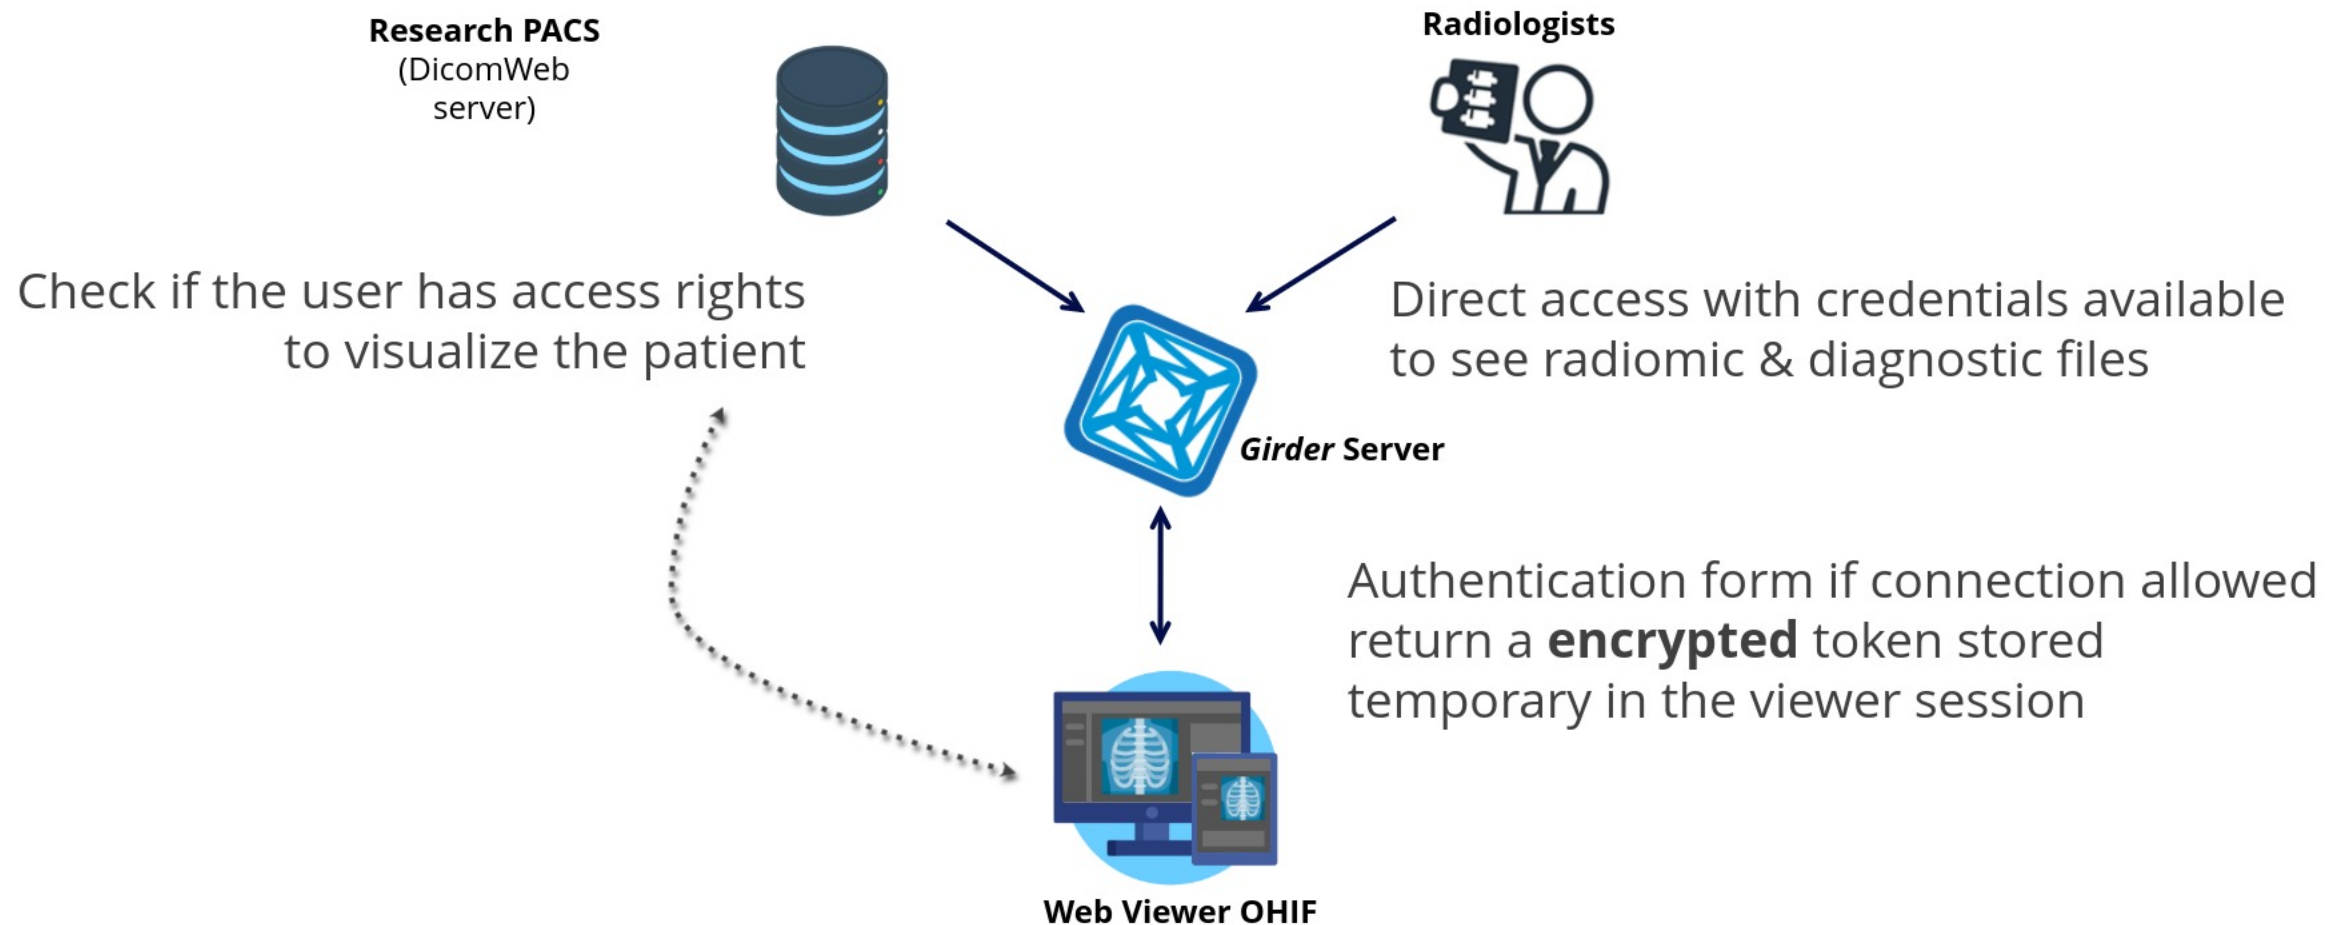 Research PACS
(DicomWeb
server)
Radiologists
Check if the user has access rights
to visualize the patient
Direct access with credentials available
to see radiomic & diagnostic files
Girder Server
Authentication form if connection allowed
return a encrypted token stored
temporary in the viewer session
Web Viewer OHIF